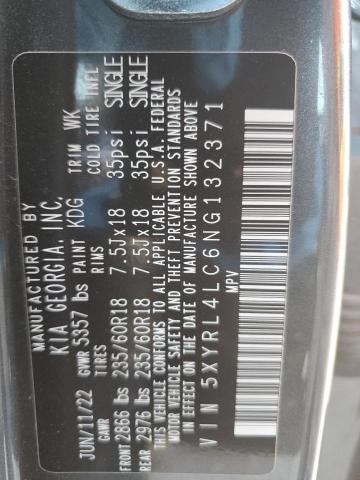 MANUFACTURED BY
KIA GEORGIA, INC.
JUN/11/22 GVWR 5357 lbs PAINT KDG TRIM WK
GAWR TIRES RIMS COLD TIRE INFL
FRONT 2866 lbs 235/60R18 7.5Jx18 35psi SINGLE
REAR 2976 lbs 235/60R18 7.5Jx18 35psi SINGLE
THIS VEHICLE CONFORMS TO ALL APPLICABLE U.S.A. FEDERAL
MOTOR VEHICLE SAFETY AND THEFT PREVENTION STANDARDS
IN EFFECT ON THE DATE OF MANUFACTURE SHOWN ABOVE
VIN 5XYRL4LC6NG132371
MPV